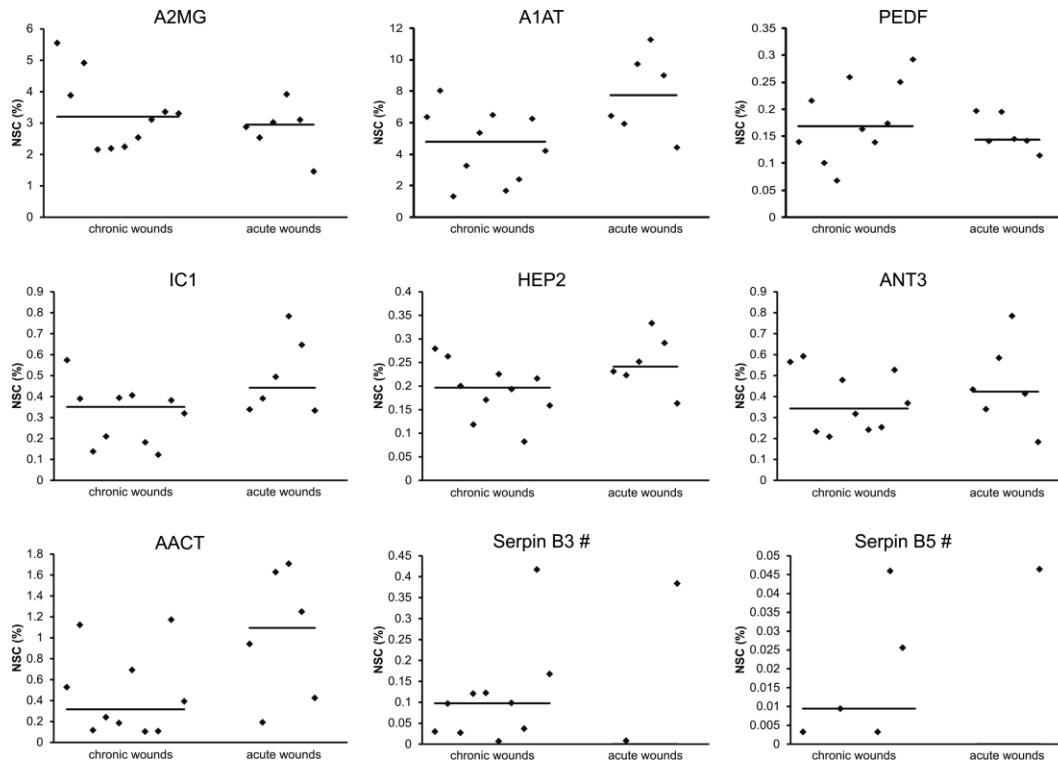 A2MG
NSC (%)
6
5
4
3
2
1
0
chronic wounds
acute wounds
A1AT
NSC (%)
12
10
8
6
4
12
0
chronic wounds
acute wounds
PEDF
NSC (%)
0.35
0.3
0.25
0.2
0.15
0.1
0.05
0
chronic wounds
acute wounds
IC1
NSC (%)
0.9
0.8
0.7
0.6
0.5
0.4
0.3
0.2
0.1
0
chronic wounds
acute wounds
HEP2
NSC (%)
0.4
0.35
0.3
0.25
0.2
0.15
0.1
0.05
0
chronic wounds
acute wounds
ANT3
NSC (%)
0.9
0.8
0.7
0.6
0.5
0.4
0.3
0.2
0.1
0
chronic wounds
acute wounds
AACT
NSC (%)
1.8
1.6
1.4
1.2
1
0.8
0.6
0.4
0.2
0
chronic wounds
acute wounds
Serpin B3 #
NSC (%)
0.45
0.4
0.35
0.3
0.25
0.2
0.15
0.1
0.05
0
chronic wounds
acute wounds
Serpin B5 #
NSC (%)
0.05
0.045
0.04
0.035
0.03
0.025
0.02
0.01
0.01
0.005
0
chronic wounds
acute wounds